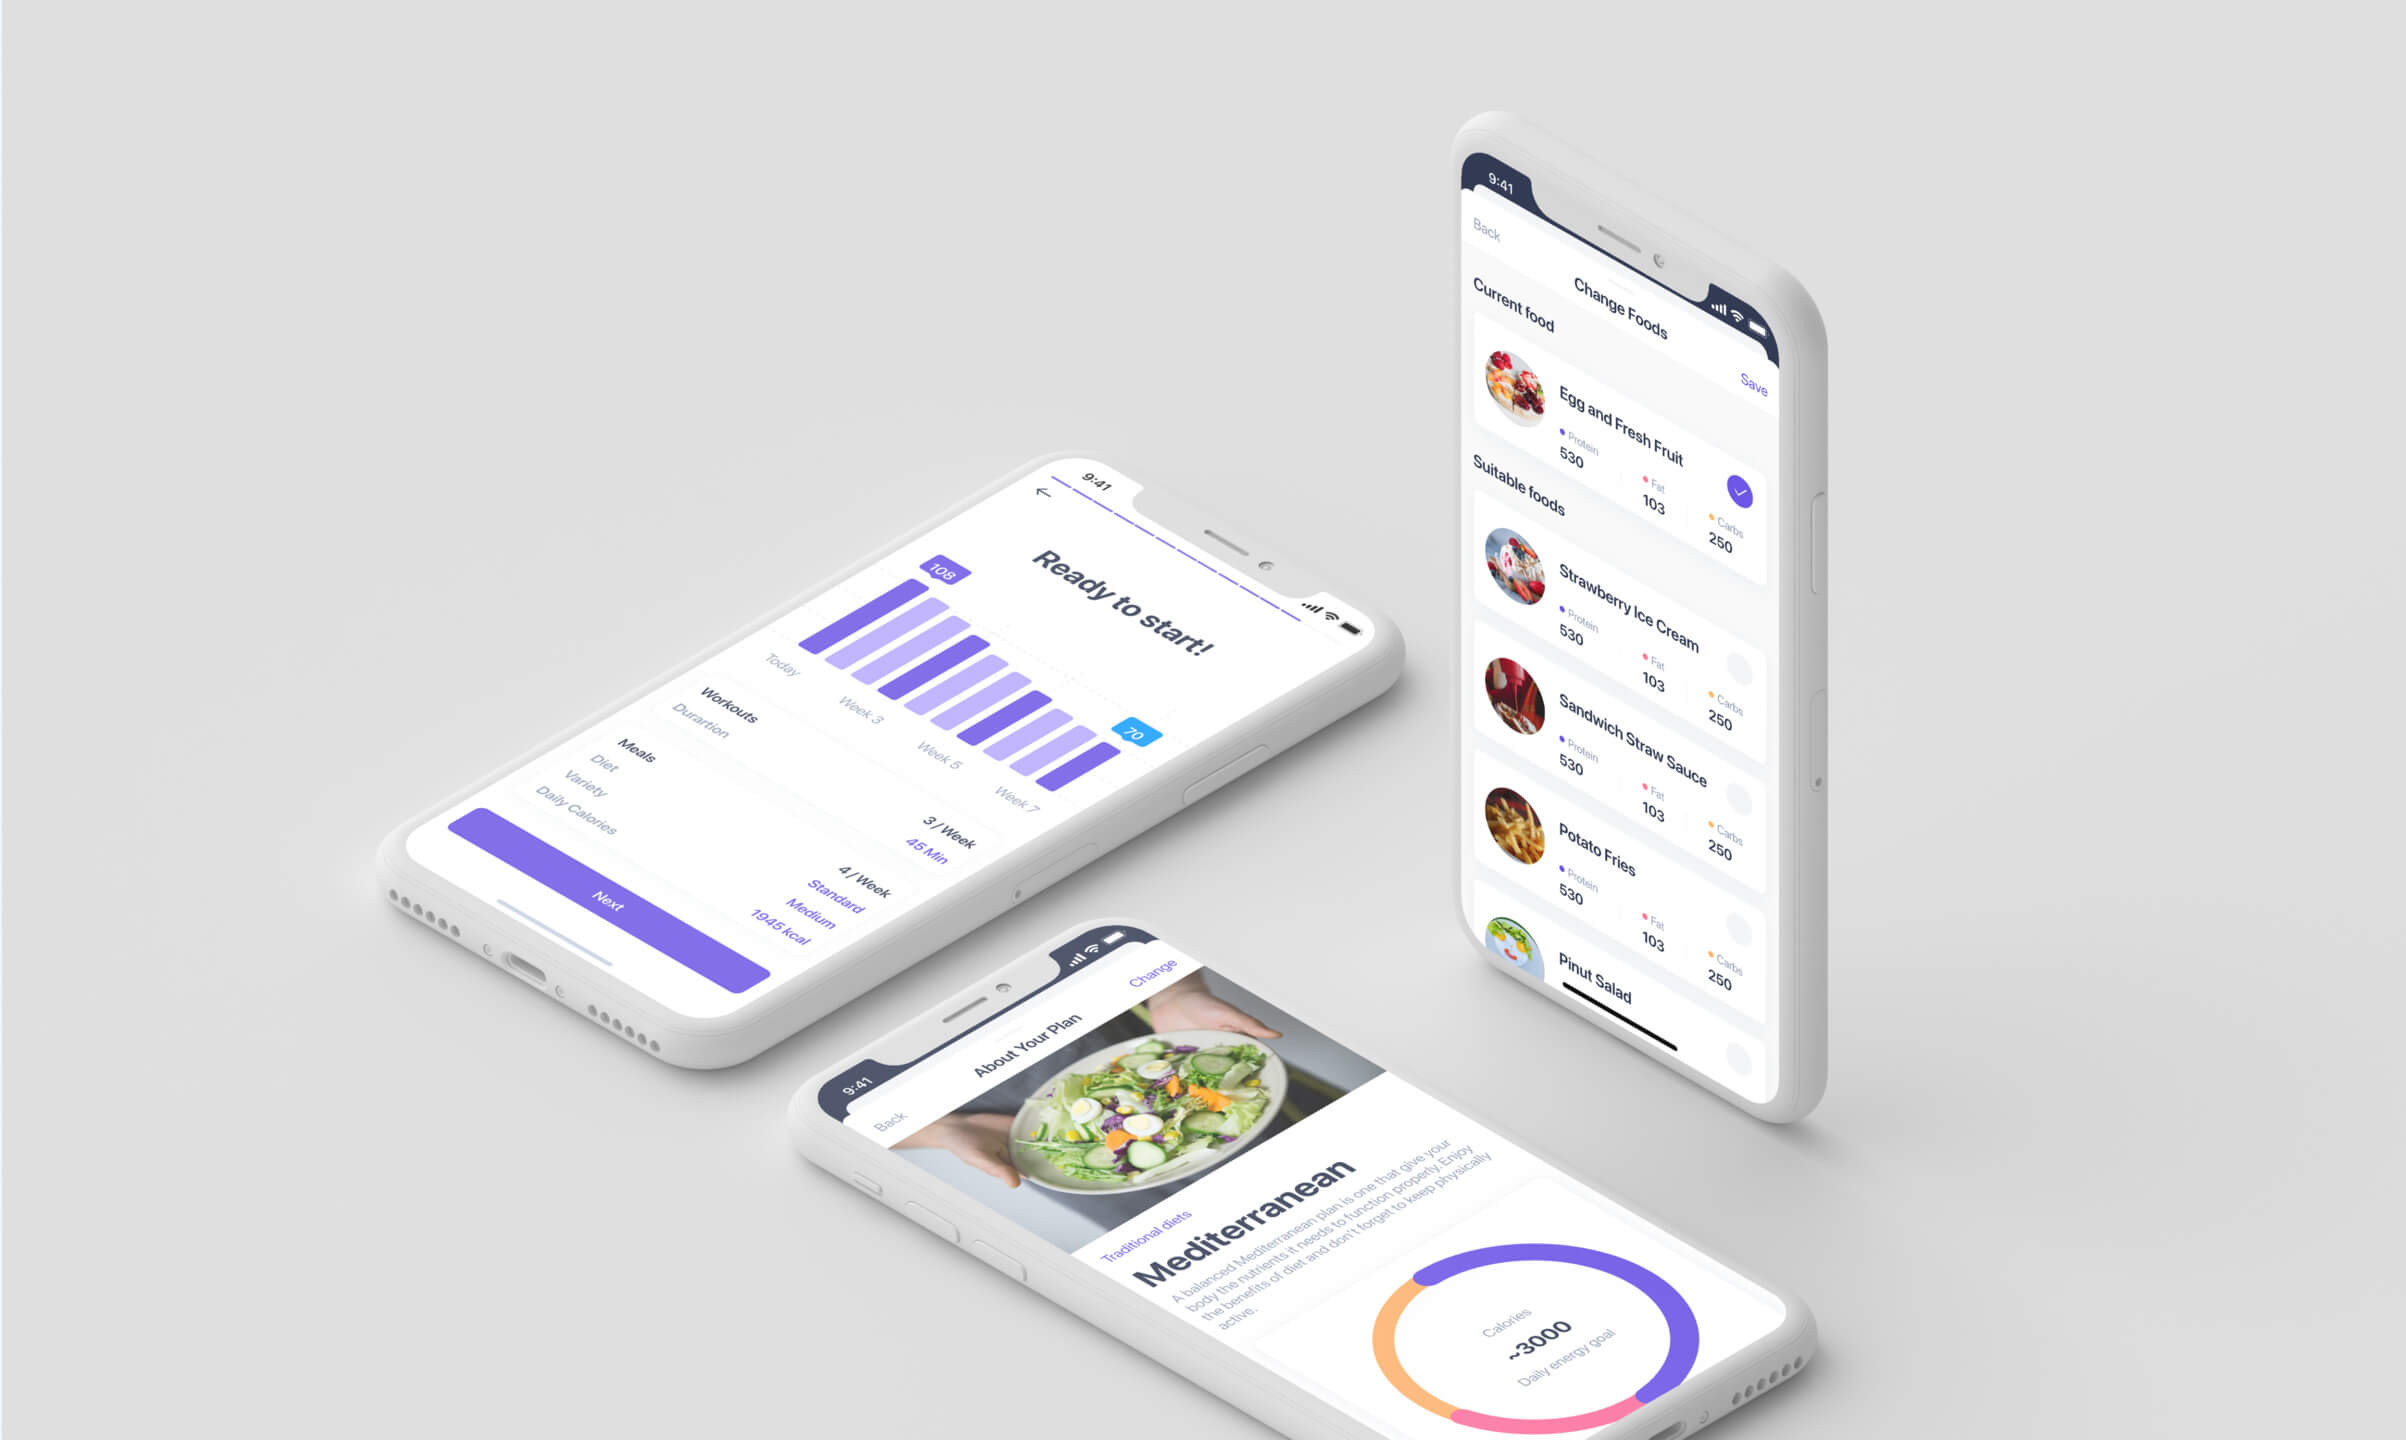 9:41
Ready to start!
108
70
Today
Week 3
Week 5
Week 7
Workouts
3 / Week
Durartion
45 Min
Meals
4 / Week
Diet
Standard
Variety
Medium
Daily Calories
1945 kcal
Next
9:41
Back
Change Foods
Save
Current food
Egg and Fresh Fruit
Protein
530
Fat
103
Carbs
250
Suitable foods
Strawberry Ice Cream
Protein
530
Fat
103
Carbs
250
Sandwich Straw Sauce
Protein
530
Fat
103
Carbs
250
Potato Fries
Protein
530
Fat
103
Carbs
250
Pinut Salad
9:41
Back
About Your Plan
Change
Traditional diets
Mediterranean
A balanced Mediterranean plan is one that give your
body the nutrients it needs to function properly. Enjoy
the benefits of diet and don't forget to keep physically
active.
Calories
~3000
Daily energy goal